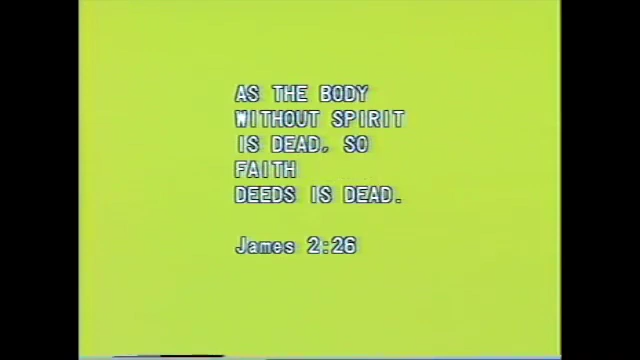 AS THE BODY
WITHOUT SPIRIT
IS DEAD, SO
FAITH
DEEDS IS DEAD.
James 2:26